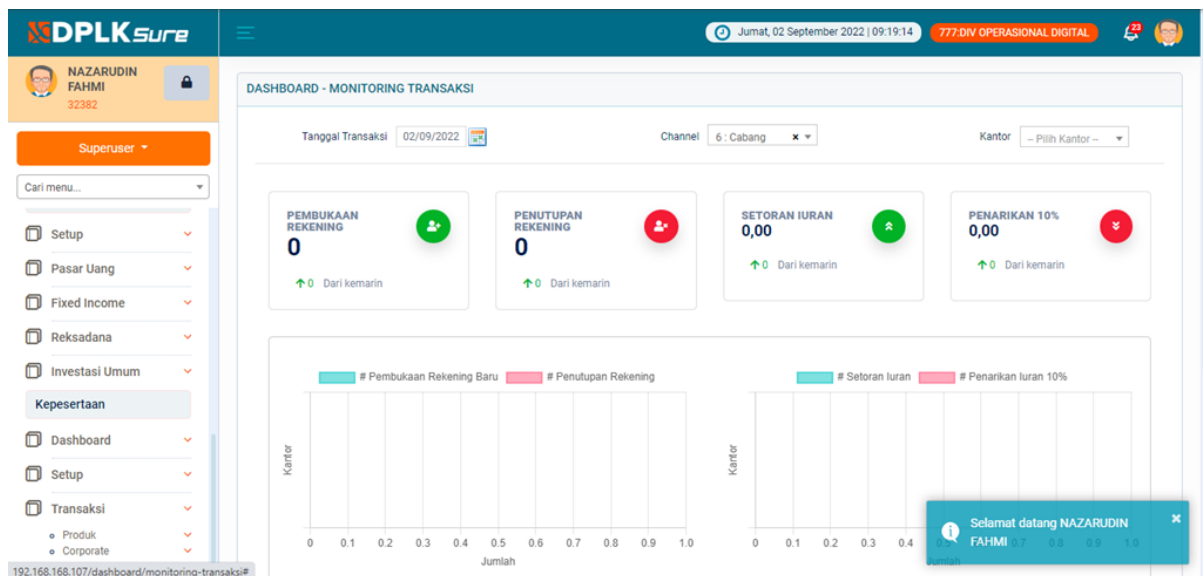 DPLKSure
Jumat, 02 September 2022 | 09:19:14
777:DIV OPERASIONAL DIGITAL
23
NAZARUDIN
FAHMI
32382
Superuser
Cari menu...
Setup
Pasar Uang
Fixed Income
Reksadana
Investasi Umum
Kepesertaan
Dashboard
Setup
Transaksi
Produk
Corporate
192.168.168.107/dashboard/monitoring-transaksi#
DASHBOARD - MONITORING TRANSAKSI
Tanggal Transaksi 02/09/2022
Channel 6 : Cabang ×
Kantor -- Pilih Kantor --
PEMBUKAAN
REKENING
0
0 Dari kemarin
PENUTUPAN
REKENING
0
0 Dari kemarin
SETORAN IURAN
0,00
0 Dari kemarin
PENARIKAN 10%
0,00
0 Dari kemarin
# Pembukaan Rekening Baru # Penutupan Rekening
Kantor
0 0.1 0.2 0.3 0.4 0.5 0.6 0.7 0.8 0.9 1.0
Jumlah
# Setoran Iuran # Penarikan Iuran 10%
Kantor
0 0.1 0.2 0.3 0.4 0.5 0.6 0.7 0.8 0.9 1.0
Jumlah
Selamat datang NAZARUDIN
FAHMI
×